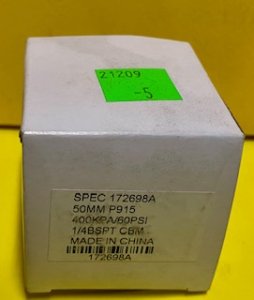 21209
-5
SPEC 172698A
50MM P915
400KPA/60PSI
1/4BSPT CBM
MADE IN CHINA
172698A